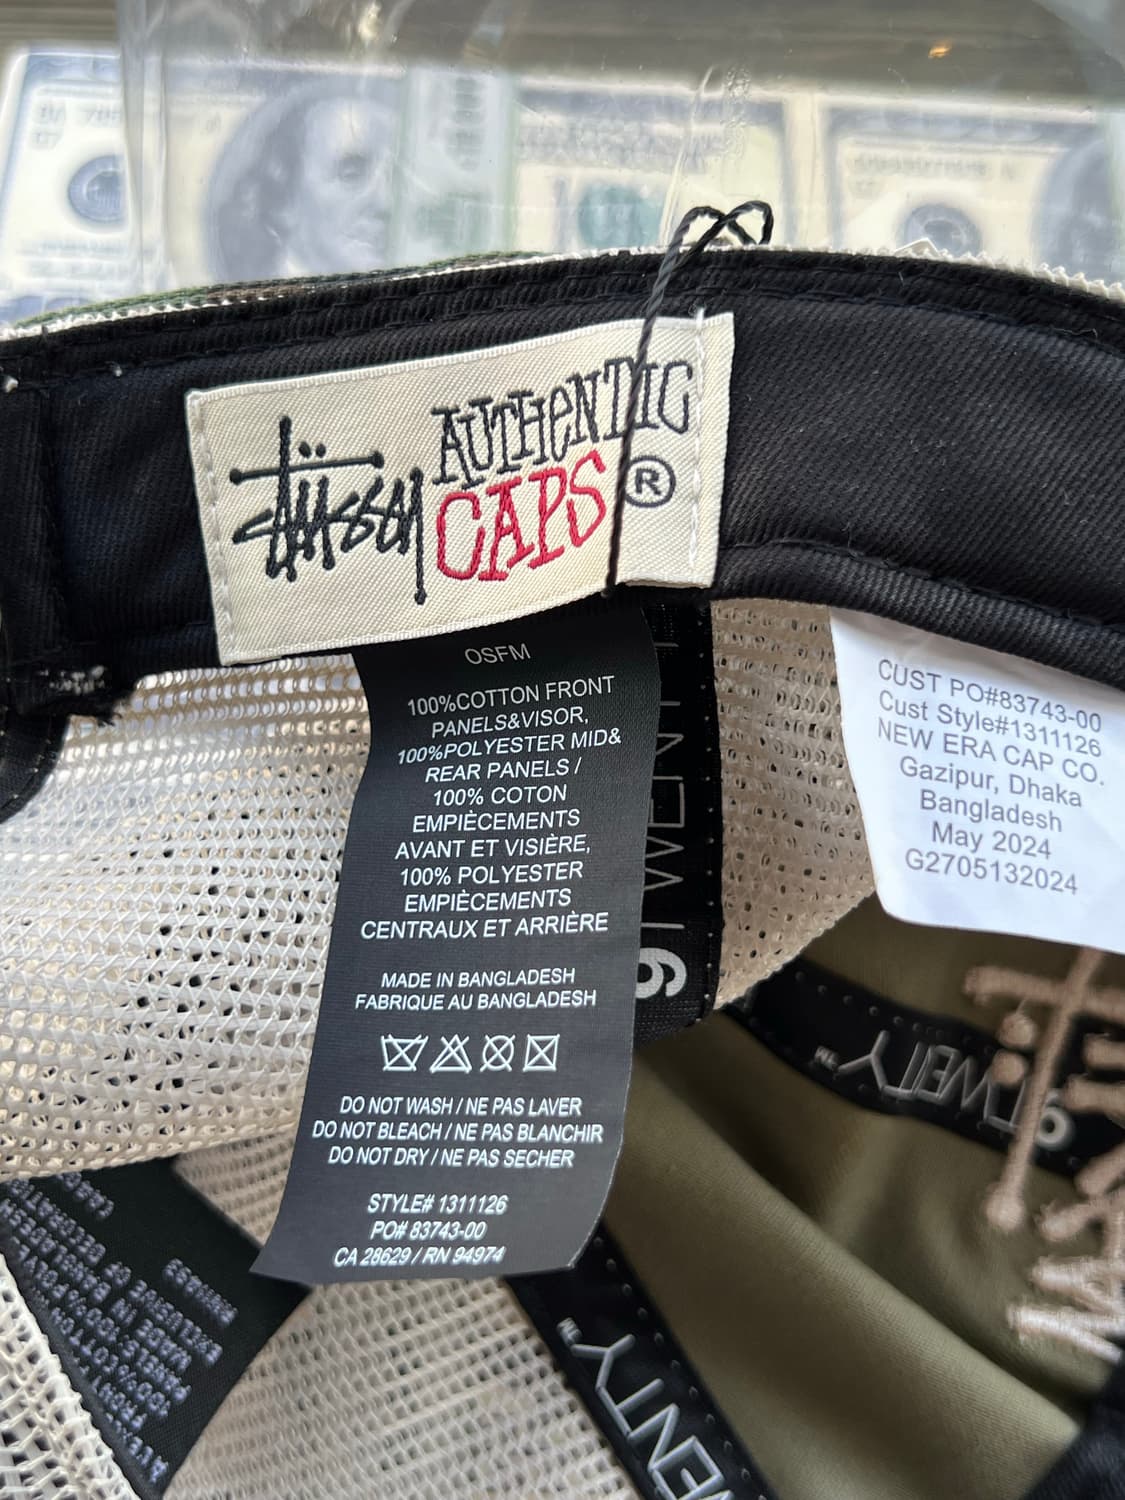 Stüssy AUTHENTIC
CAPS ®
OSFM
100%COTTON FRONT
PANELS&VISOR,
100%POLYESTER MID&
REAR PANELS /
100% COTON
EMPIÈCEMENTS
AVANT ET VISIÈRE,
100% POLYESTER
EMPIÈCEMENTS
CENTRAUX ET ARRIÈRE
MADE IN BANGLADESH
FABRIQUE AU BANGLADESH
DO NOT WASH / NE PAS LAVER
DO NOT BLEACH / NE PAS BLANCHIR
DO NOT DRY / NE PAS SECHER
STYLE# 1311126
PO# 83743-00
CA 28629 / RN 94974
CUST PO#83743-00
Cust Style#1311126
NEW ERA CAP CO.
Gazipur, Dhaka
Bangladesh
May 2024
G2705132024
9TWENT
9TWENTY™
ENTY™